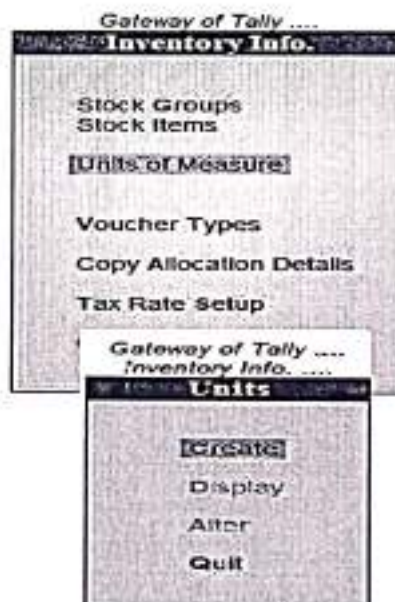 Gateway of Tally ....
Inventory Info.
Stock Groups
Stock Items
Units of Measure
Voucher Types
Copy Allocation Details
Tax Rate Setup
Gateway of Tally ....
Inventory Info. ....
Units
Create
Display
Alter
Quit